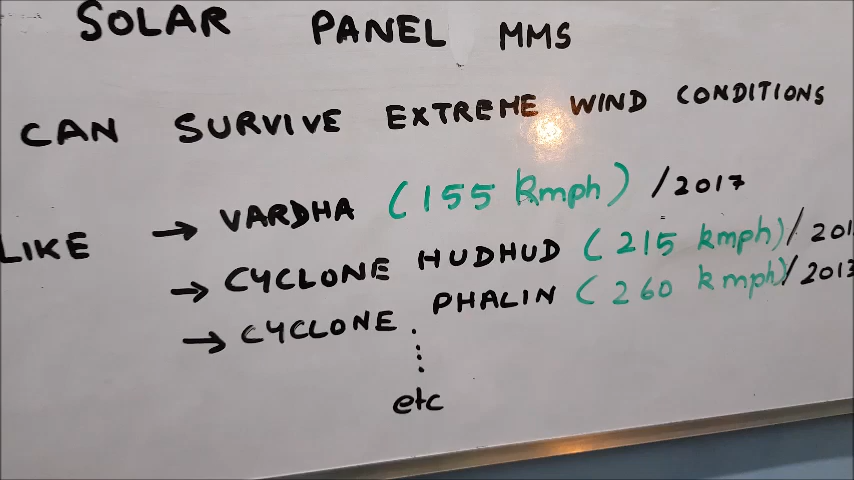 SOLAR PANEL MMS
CAN SURVIVE EXTREME WIND CONDITIONS
LIKE → VARDHA (155 kmph) /2017
→ CYCLONE HUDHUD (215 kmph)/
→ CYCLONE PHALIN (260 kmph)/2013
etc